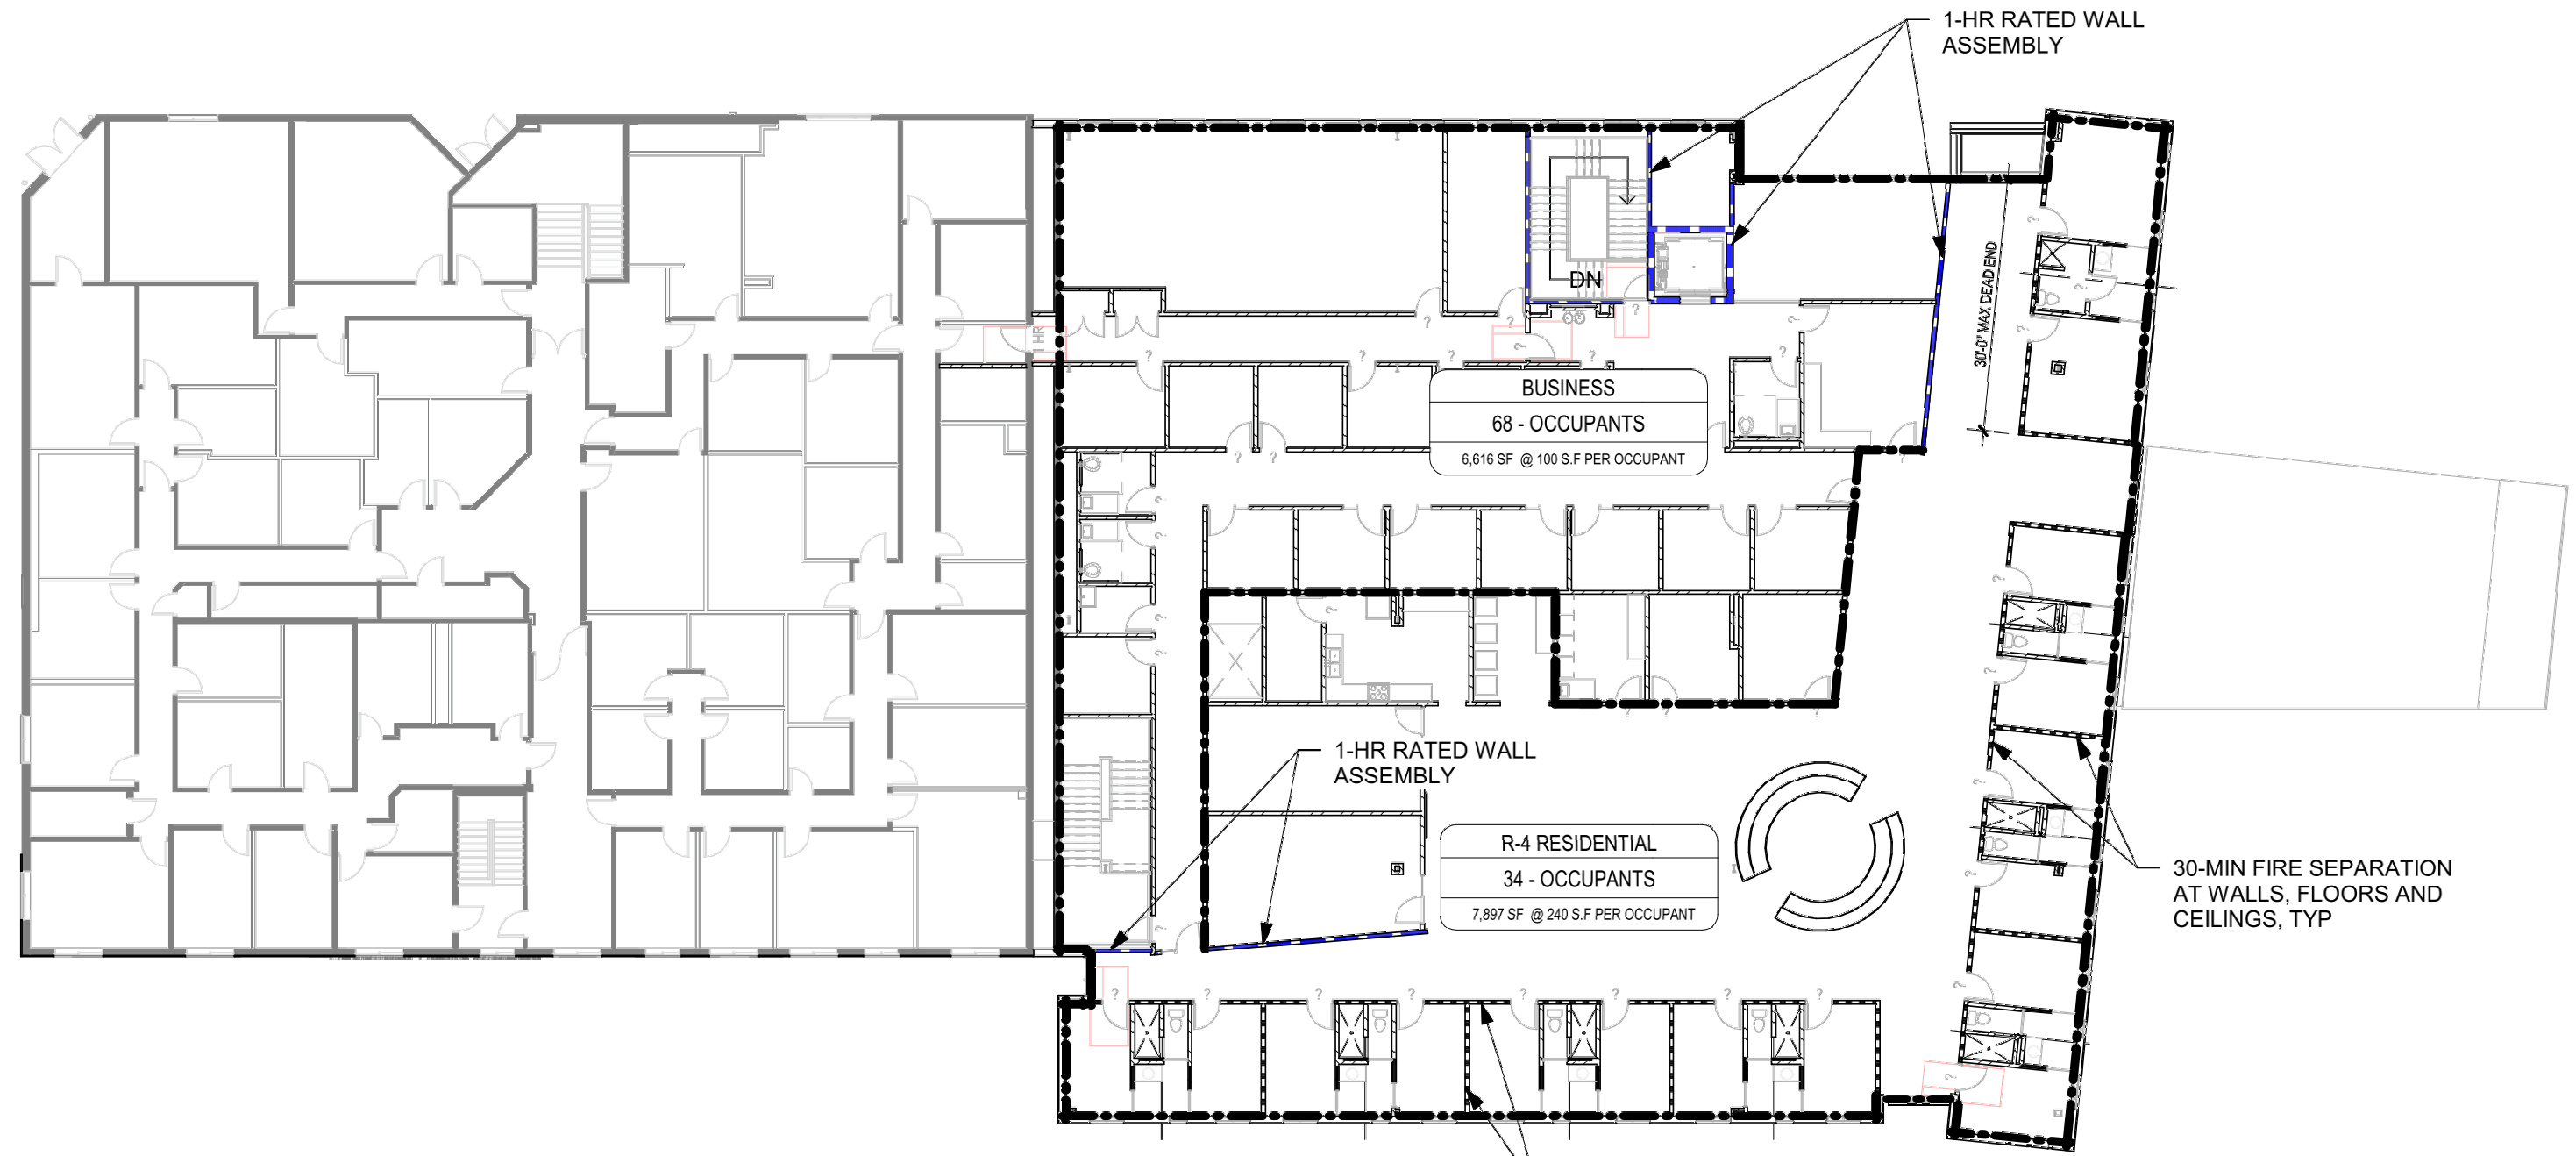 1-HR RATED WALL
ASSEMBLY
30'-0" MAX DEAD END
DN
1 HR
BUSINESS
68 - OCCUPANTS
6,616 SF @ 100 S.F PER OCCUPANT
1-HR RATED WALL
ASSEMBLY
R-4 RESIDENTIAL
34 - OCCUPANTS
7,897 SF @ 240 S.F PER OCCUPANT
30-MIN FIRE SEPARATION
AT WALLS, FLOORS AND
CEILINGS, TYP